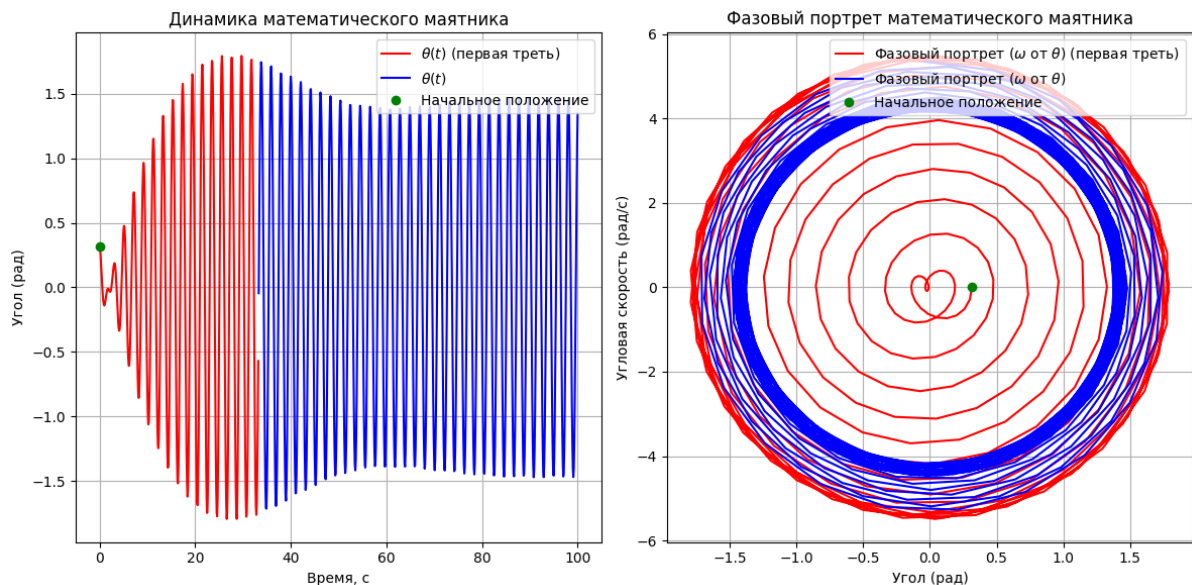 Динамика математического маятника
θ(t) (первая треть)
θ(t)
Начальное положение
1.5
1.0
0.5
0.0
−0.5
−1.0
−1.5
Угол (рад)
0
20
40
60
80
100
Время, с
Фазовый портрет математического маятника
Фазовый портрет (ω от θ) (первая треть)
Фазовый портрет (ω от θ)
Начальное положение
6
4
2
0
−2
−4
−6
Угловая скорость (рад/с)
−1.5
−1.0
−0.5
0.0
0.5
1.0
1.5
Угол (рад)